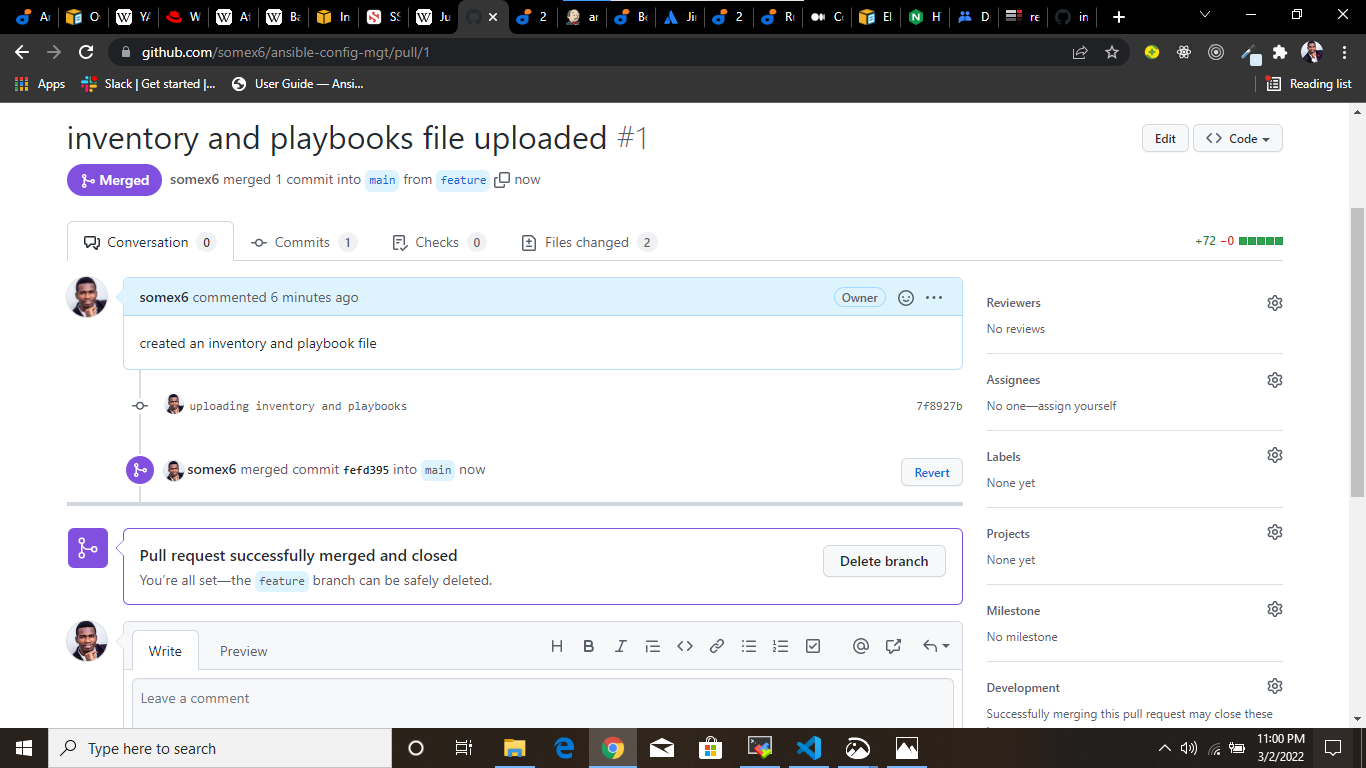 Ar
O
YA
W
At
Ba
In
SS
Ju
2
ar
Be
Jir
2
Ru
Co
El
H
D
re
in
github.com/somex6/ansible-config-mgt/pull/1
Apps
Slack | Get started |...
User Guide — Ansi...
Reading list
inventory and playbooks file uploaded #1
Edit
Code
Merged
somex6 merged 1 commit into main from feature now
Conversation 0
Commits 1
Checks 0
Files changed 2
+72 −0
somex6 commented 6 minutes ago
Owner
created an inventory and playbook file
uploading inventory and playbooks
7f8927b
somex6 merged commit fefd395 into main now
Revert
Pull request successfully merged and closed
You're all set—the feature branch can be safely deleted.
Delete branch
Write
Preview
Leave a comment
Reviewers
No reviews
Assignees
No one—assign yourself
Labels
None yet
Projects
None yet
Milestone
No milestone
Development
Successfully merging this pull request may close these
Type here to search
11:00 PM
3/2/2022